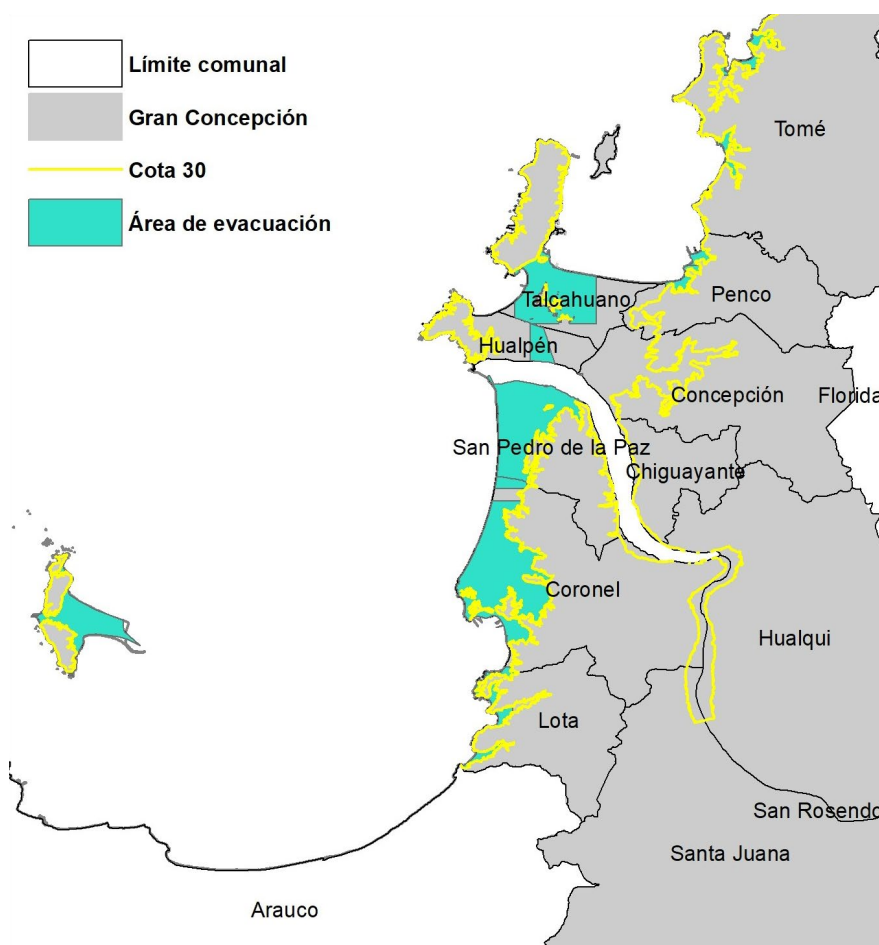 Límite comunal
Gran Concepción
Cota 30
Área de evacuación
Tomé
Talcahuano
Penco
Hualpén
Concepción
Florida
San Pedro de la Paz
Chiguayante
Coronel
Hualqui
Lota
San Rosendo
Santa Juana
Arauco